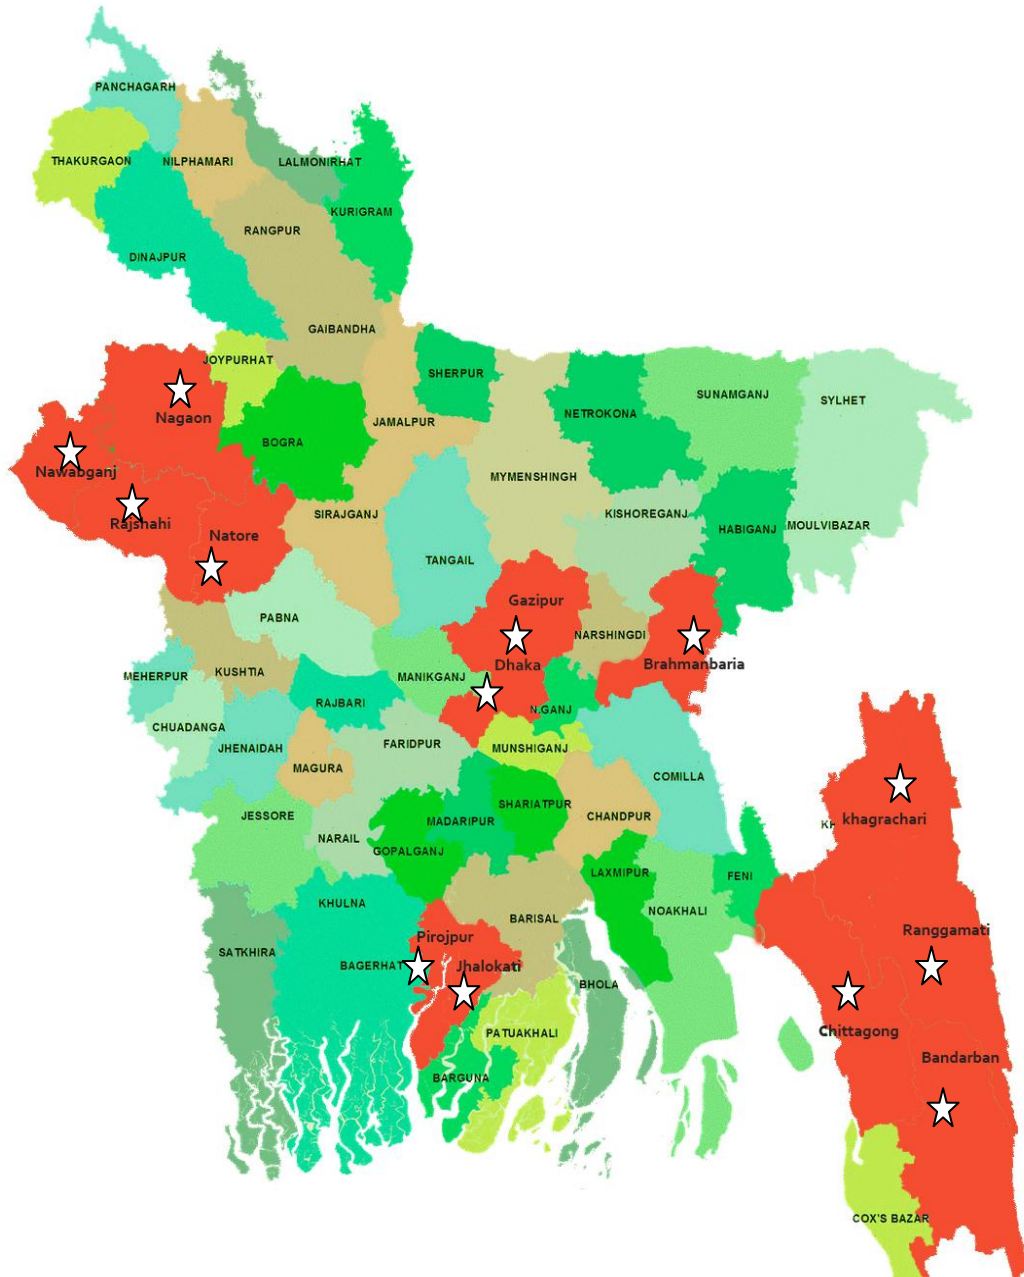 PANCHAGARH
THAKURGAON
NILPHAMARI
LALMONIRHAT
KURIGRAM
RANGPUR
DINAJPUR
GAIBANDHA
JOYPURHAT
SHERPUR
SUNAMGANJ
SYLHET
Nagaon
JAMALPUR
NETROKONA
BOGRA
Nawabganj
MYMENSHINGH
Rajshahi
SIRAJGANJ
KISHOREGANJ
HABIGANJ
MOULVIBAZAR
Natore
TANGAIL
Gazipur
PABNA
NARSHINGDI
Dhaka
Brahmanbaria
KUSHTIA
MEHERPUR
MANIKGANJ
RAJBARI
N.GANJ
CHUADANGA
JHENAIDAH
FARIDPUR
MUNSHIGANJ
MAGURA
COMILLA
SHARIATPUR
JESSORE
CHANDPUR
MADARIPUR
khagrachari
KH
NARAIL
GOPALGANJ
LAXMIPUR
FENI
KHULNA
NOAKHALI
BARISAL
Ranggamati
Pirojpur
SATKHIRA
BAGERHAT
Jhalokati
BHOLA
PATUAKHALI
Chittagong
Bandarban
BARGUNA
COX'S BAZAR